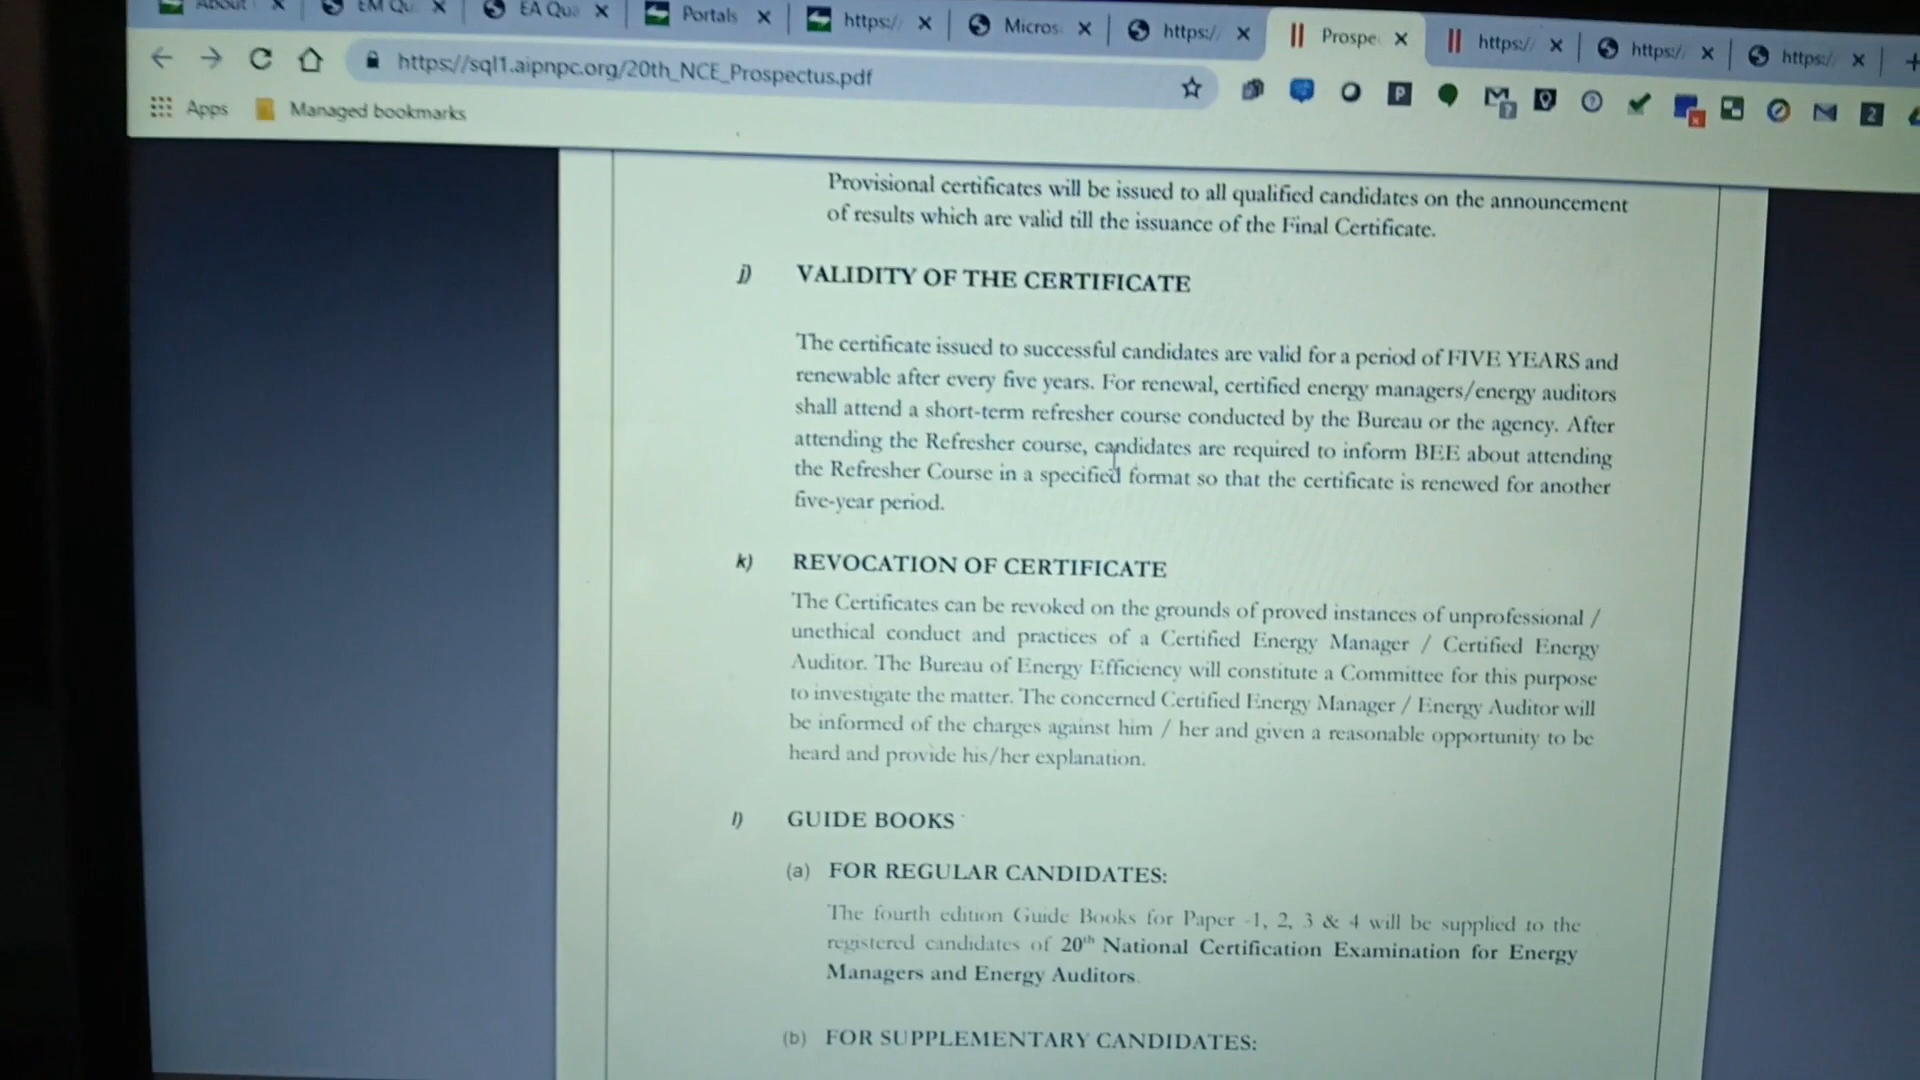 About
EM Qu
EA Qua
Portals
https:/
Micros
https://
Prospe
https://
https:/
https:/
https://sql1.aipnpc.org/20th_NCE_Prospectus.pdf
Apps
Managed bookmarks
Provisional certificates will be issued to all qualified candidates on the announcement
of results which are valid till the issuance of the Final Certificate.
j) VALIDITY OF THE CERTIFICATE
The certificate issued to successful candidates are valid for a period of FIVE YEARS and
renewable after every five years. For renewal, certified energy managers/energy auditors
shall attend a short-term refresher course conducted by the Bureau or the agency. After
attending the Refresher course, candidates are required to inform BEE about attending
the Refresher Course in a specified format so that the certificate is renewed for another
five-year period.
k) REVOCATION OF CERTIFICATE
The Certificates can be revoked on the grounds of proved instances of unprofessional /
unethical conduct and practices of a Certified Energy Manager / Certified Energy
Auditor. The Bureau of Energy Efficiency will constitute a Committee for this purpose
to investigate the matter. The concerned Certified Energy Manager / Energy Auditor will
be informed of the charges against him / her and given a reasonable opportunity to be
heard and provide his/her explanation.
l) GUIDE BOOKS
(a) FOR REGULAR CANDIDATES:
The fourth edition Guide Books for Paper -1, 2, 3 & 4 will be supplied to the
registered candidates of 20th National Certification Examination for Energy
Managers and Energy Auditors.
(b) FOR SUPPLEMENTARY CANDIDATES: